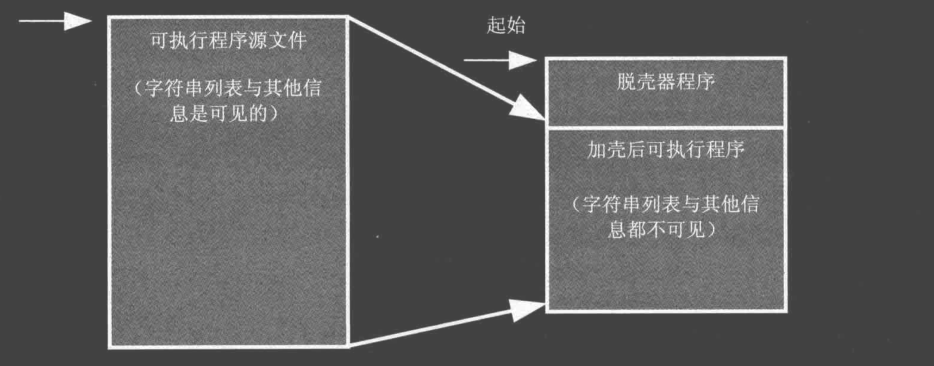 可执行程序源文件
（字符串列表与其他信
息是可见的）
起始
脱壳器程序
加壳后可执行程序
（字符串列表与其他信
息都不可见）